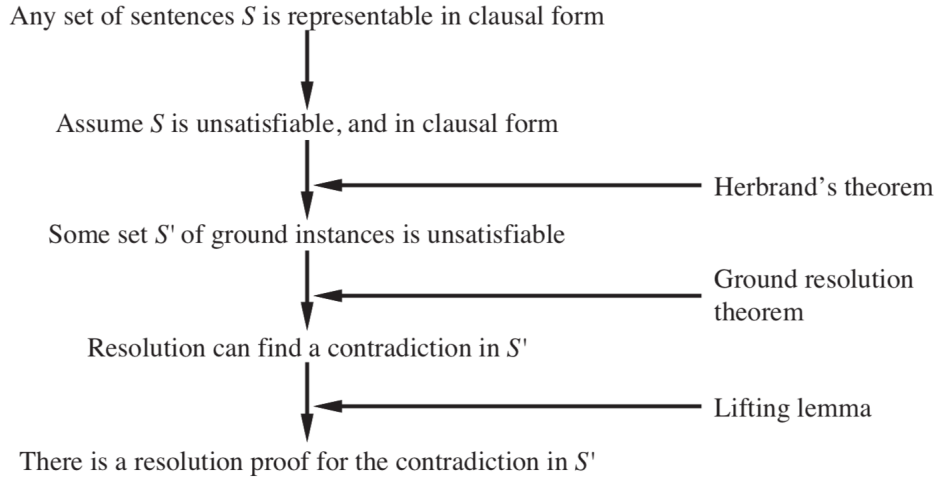 Any set of sentences S is representable in clausal form
Assume S is unsatisfiable, and in clausal form
Herbrand’s theorem
Some set S' of ground instances is unsatisfiable
Ground resolution
theorem
Resolution can find a contradiction in S'
Lifting lemma
There is a resolution proof for the contradiction in S'